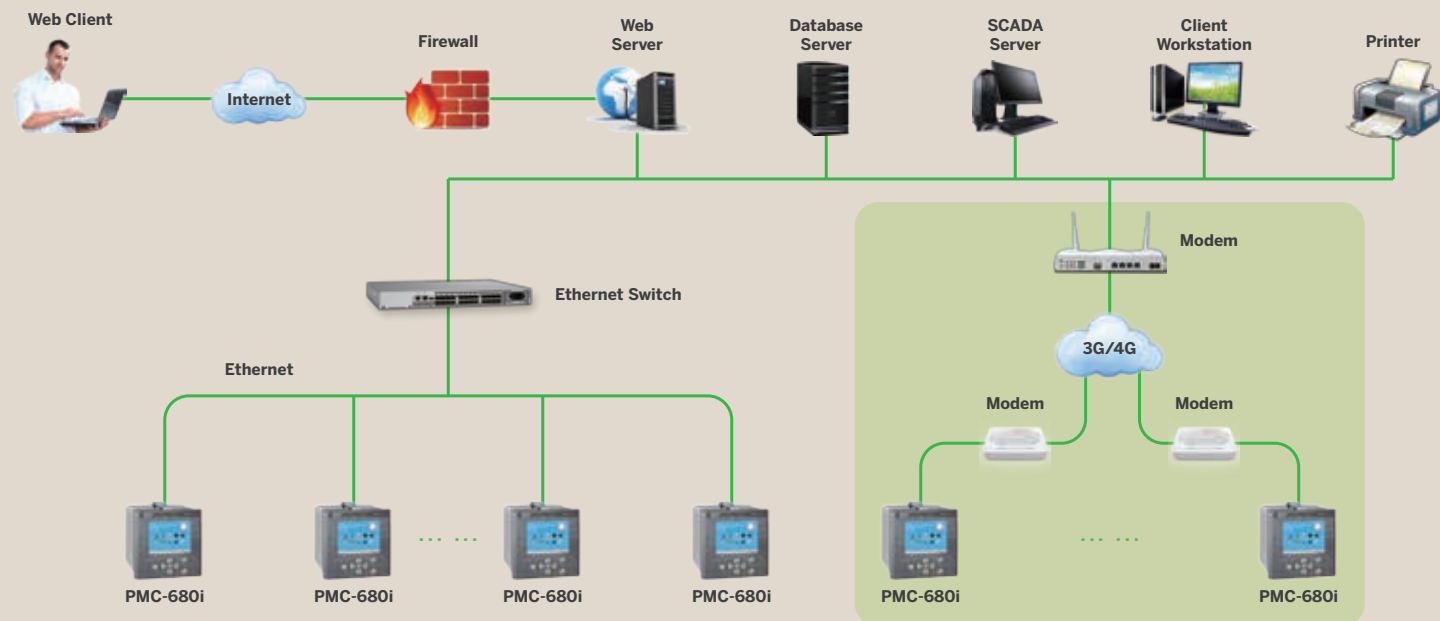 Web Client
Firewall
Web
Server
Database
Server
SCADA
Server
Client
Workstation
Printer
Internet
Modem
Ethernet Switch
3G/4G
Ethernet
Modem
Modem
... ...
... ...
PMC-680i
PMC-680i
PMC-680i
PMC-680i
PMC-680i
PMC-680i